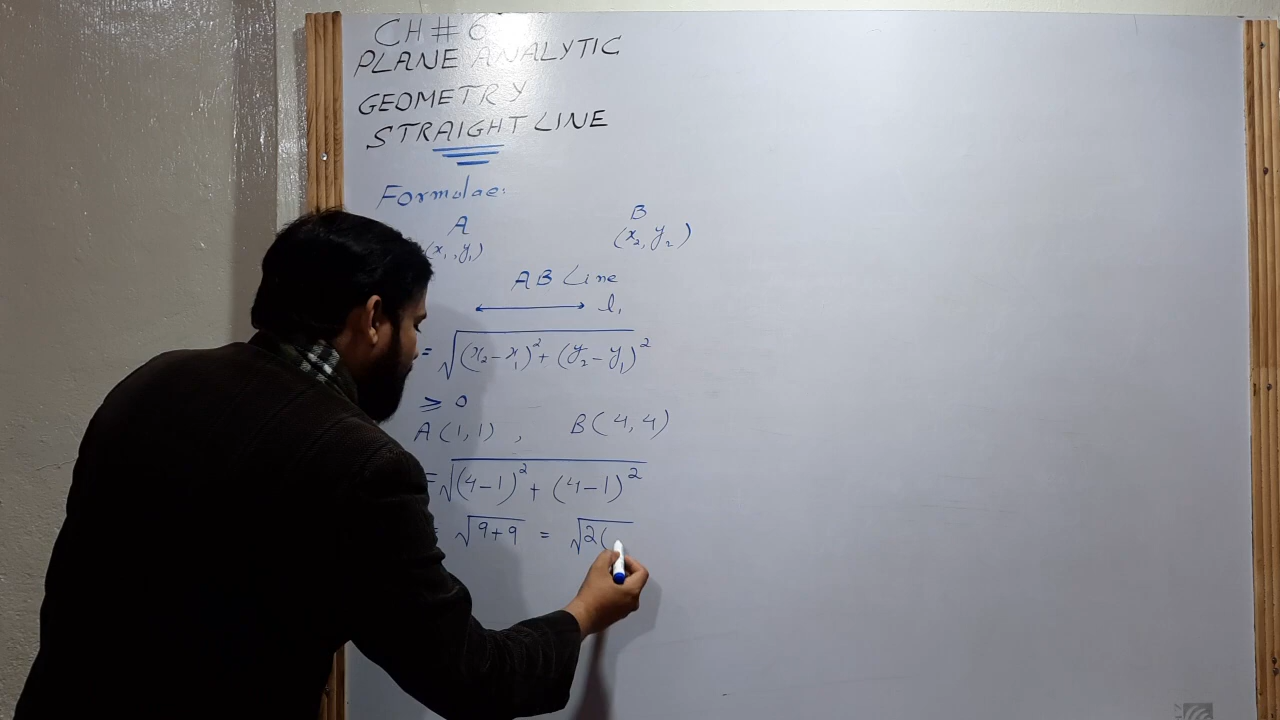 CH # 6
PLANE ANALYTIC
GEOMETRY
STRAIGHT LINE
Formulae:
A B
(x₁, y₁) (x₂, y₂)
AB Line
l₁
= √((x₂ - x₁)² + (y₂ - y₁)²)
≥ 0
A(1,1), B(4,4)
= √((4-1)² + (4-1)²)
= √(9+9) = √2(